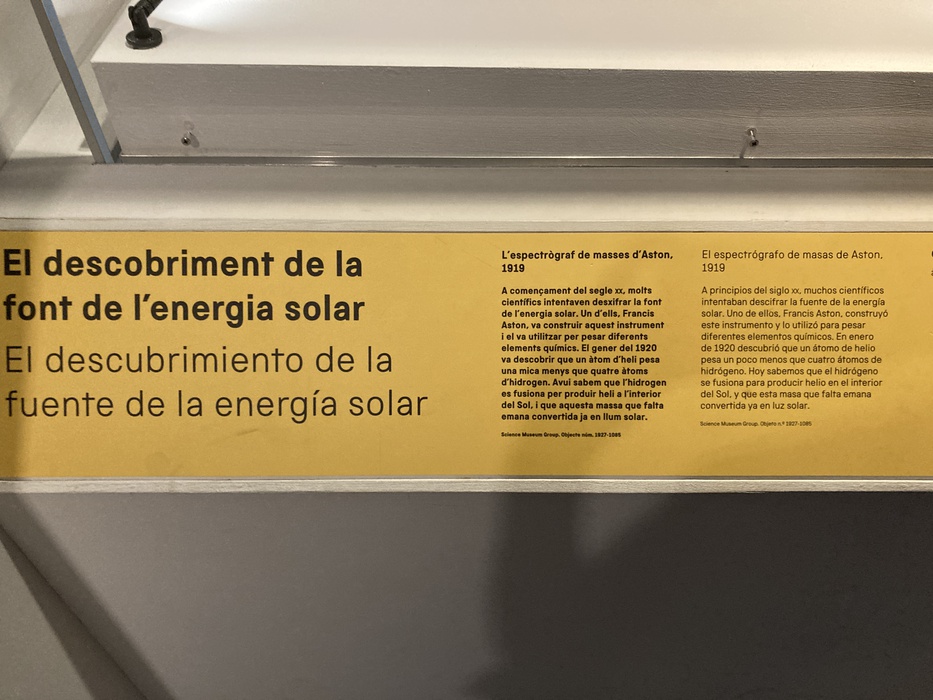 El descobriment de la
font de l'energia solar
El descubrimiento de la
fuente de la energía solar
L'espectrògraf de masses d'Aston,
1919
A començament del segle XX, molts
científics intentaven desxifrar la font
de l'energia solar. Un d'ells, Francis
Aston, va construir aquest instrument
i el va utilitzar per pesar diferents
elements químics. El gener del 1920
va descobrir que un àtom d'heli pesa
una mica menys que quatre àtoms
d'hidrogen. Avui sabem que l'hidrogen
es fusiona per produir heli a l'interior
del Sol, i que aquesta massa que falta
emana convertida ja en llum solar.
Science Museum Group. Objecte núm. 1927-1085
El espectrógrafo de masas de Aston,
1919
A principios del siglo XX, muchos científicos
intentaban descifrar la fuente de la energía
solar. Uno de ellos, Francis Aston, construyó
este instrumento y lo utilizó para pesar
diferentes elementos químicos. En enero
de 1920 descubrió que un átomo de helio
pesa un poco menos que cuatro átomos de
hidrógeno. Hoy sabemos que el hidrógeno
se fusiona para producir helio en el interior
del Sol, y que esta masa que falta emana
convertida ya en luz solar.
Science Museum Group. Objeto n.º 1927-1085